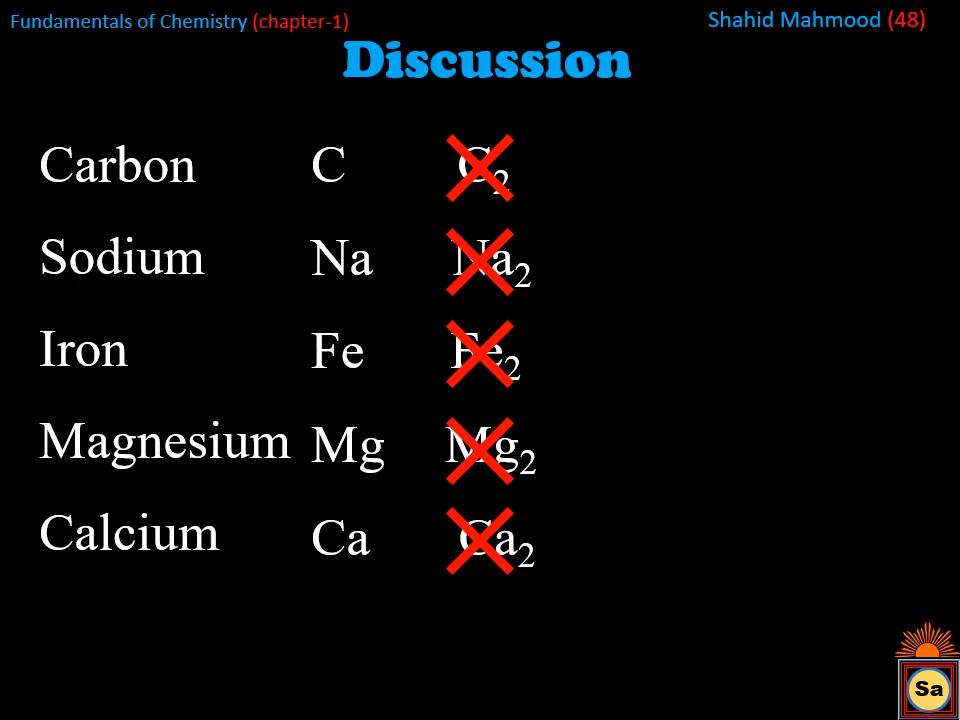 Fundamentals of Chemistry (chapter-1) Shahid Mahmood (48)
Discussion
Carbon C C₂
Sodium Na Na₂
Iron Fe Fe₂
Magnesium Mg Mg₂
Calcium Ca Ca₂
Sa